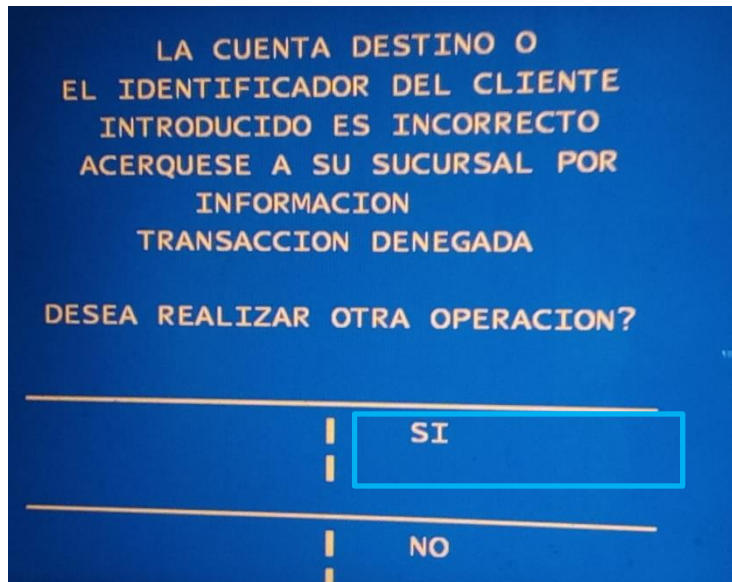 LA CUENTA DESTINO O
EL IDENTIFICADOR DEL CLIENTE
INTRODUCIDO ES INCORRECTO
ACERQUESE A SU SUCURSAL POR
INFORMACION
TRANSACCION DENEGADA
DESEA REALIZAR OTRA OPERACION?
SI
NO